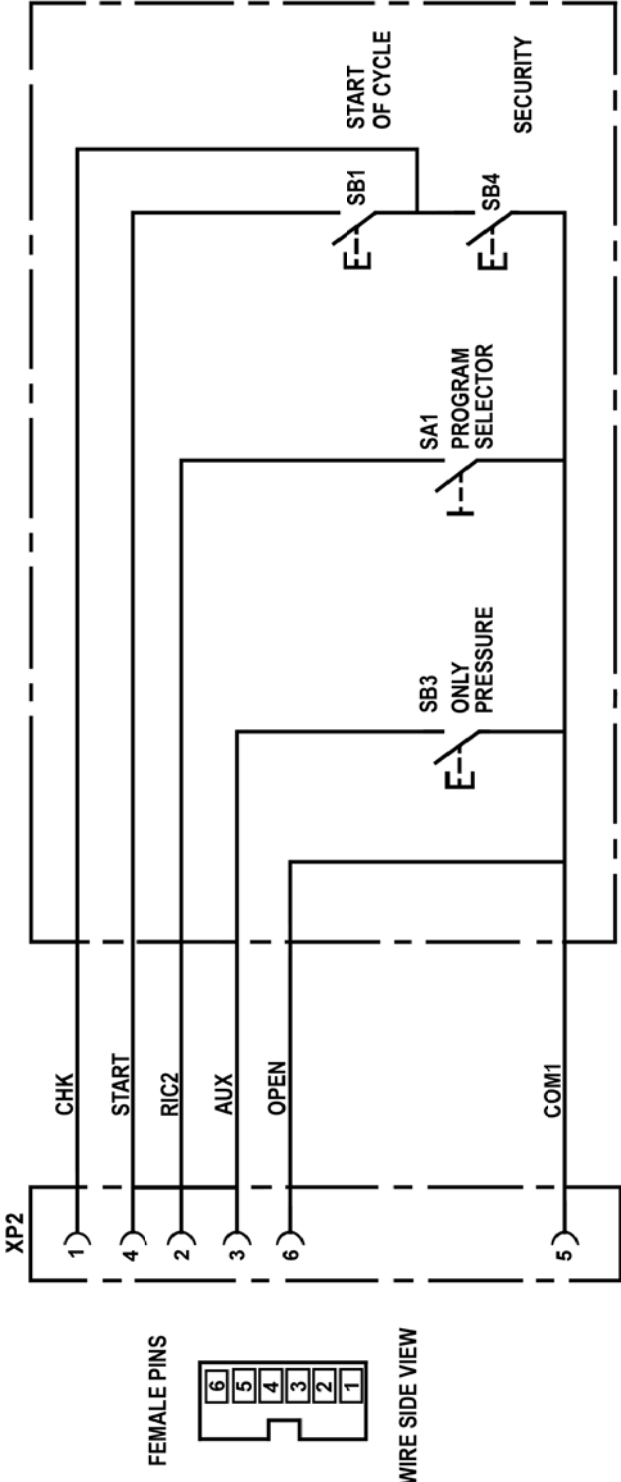 XP2
1
CHK
4
START
2
RIC2
3
AUX
6
OPEN
5
COM1
SB3
ONLY
PRESSURE
SA1
PROGRAM
SELECTOR
SB1
START
OF CYCLE
SB4
SECURITY
FEMALE PINS
6
5
4
3
2
1
WIRE SIDE VIEW